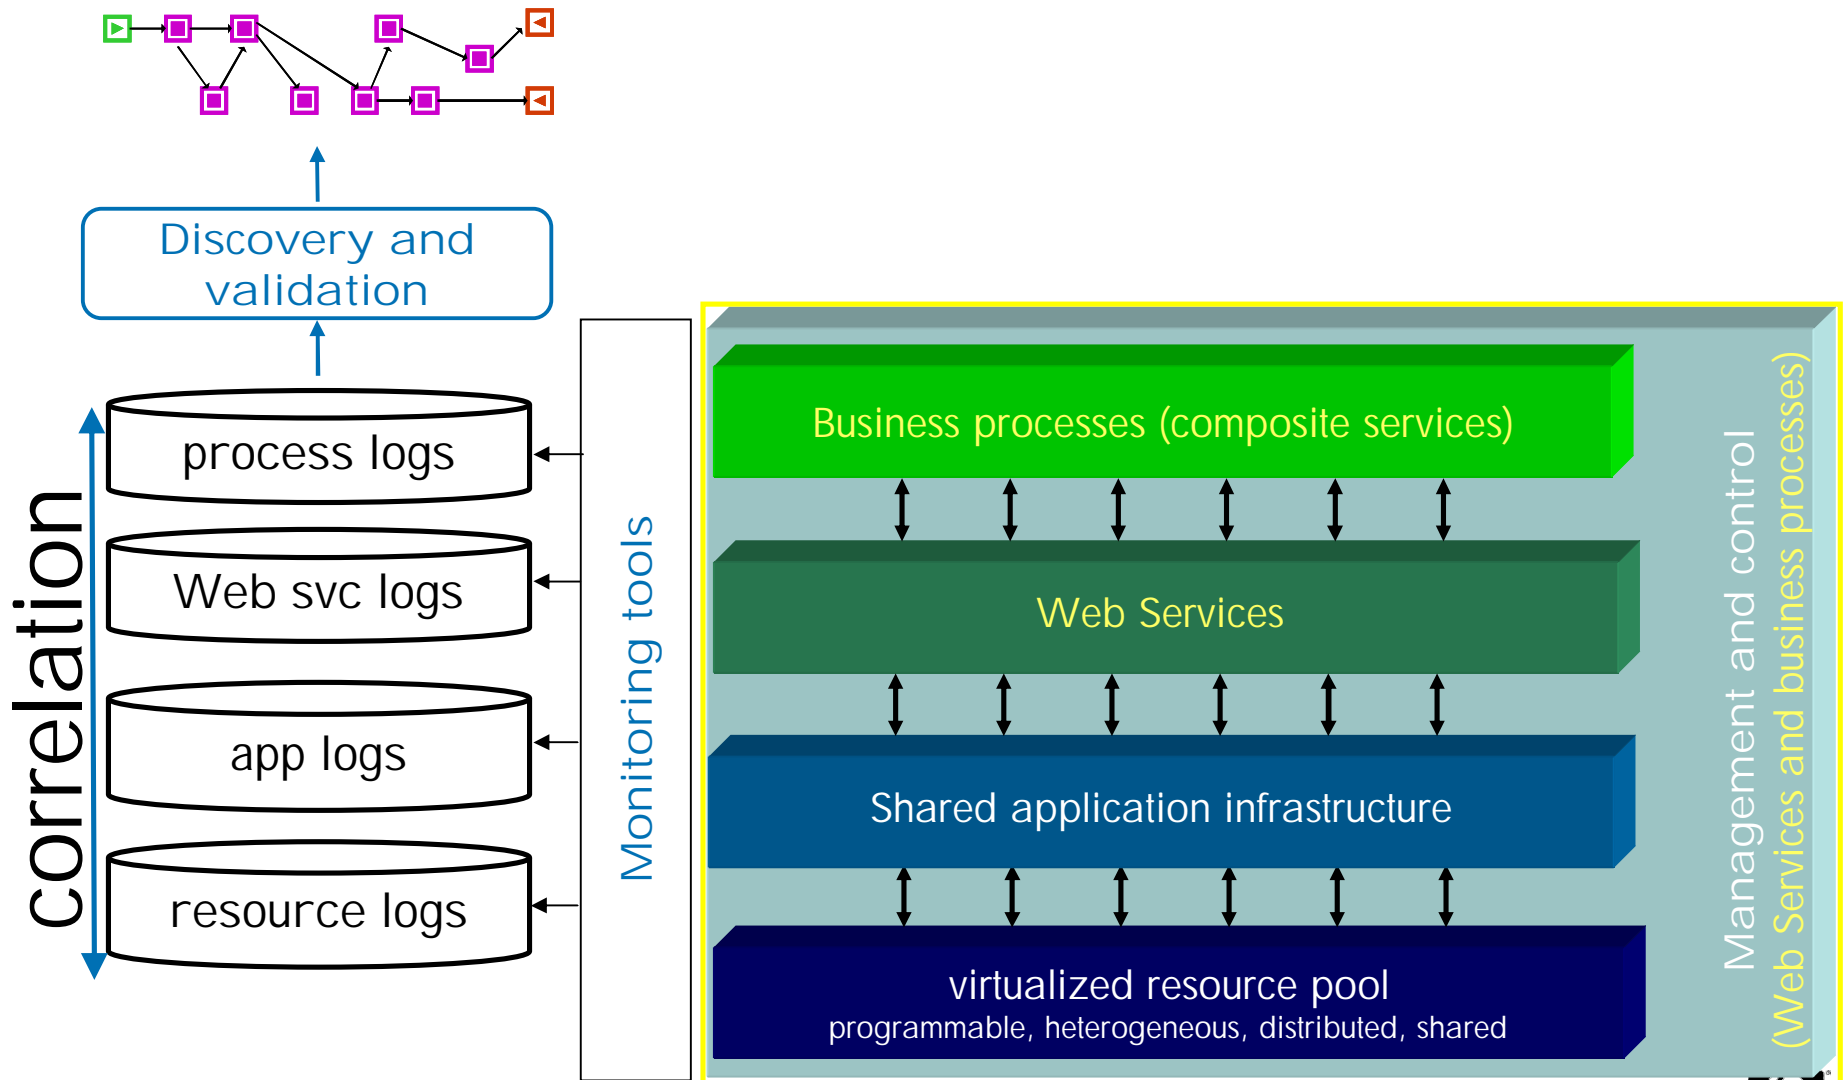 Discovery and
validation
correlation
process logs
Web svc logs
app logs
resource logs
Monitoring tools
Business processes (composite services)
Web Services
Shared application infrastructure
virtualized resource pool
programmable, heterogeneous, distributed, shared
Management and control
(Web Services and business processes)